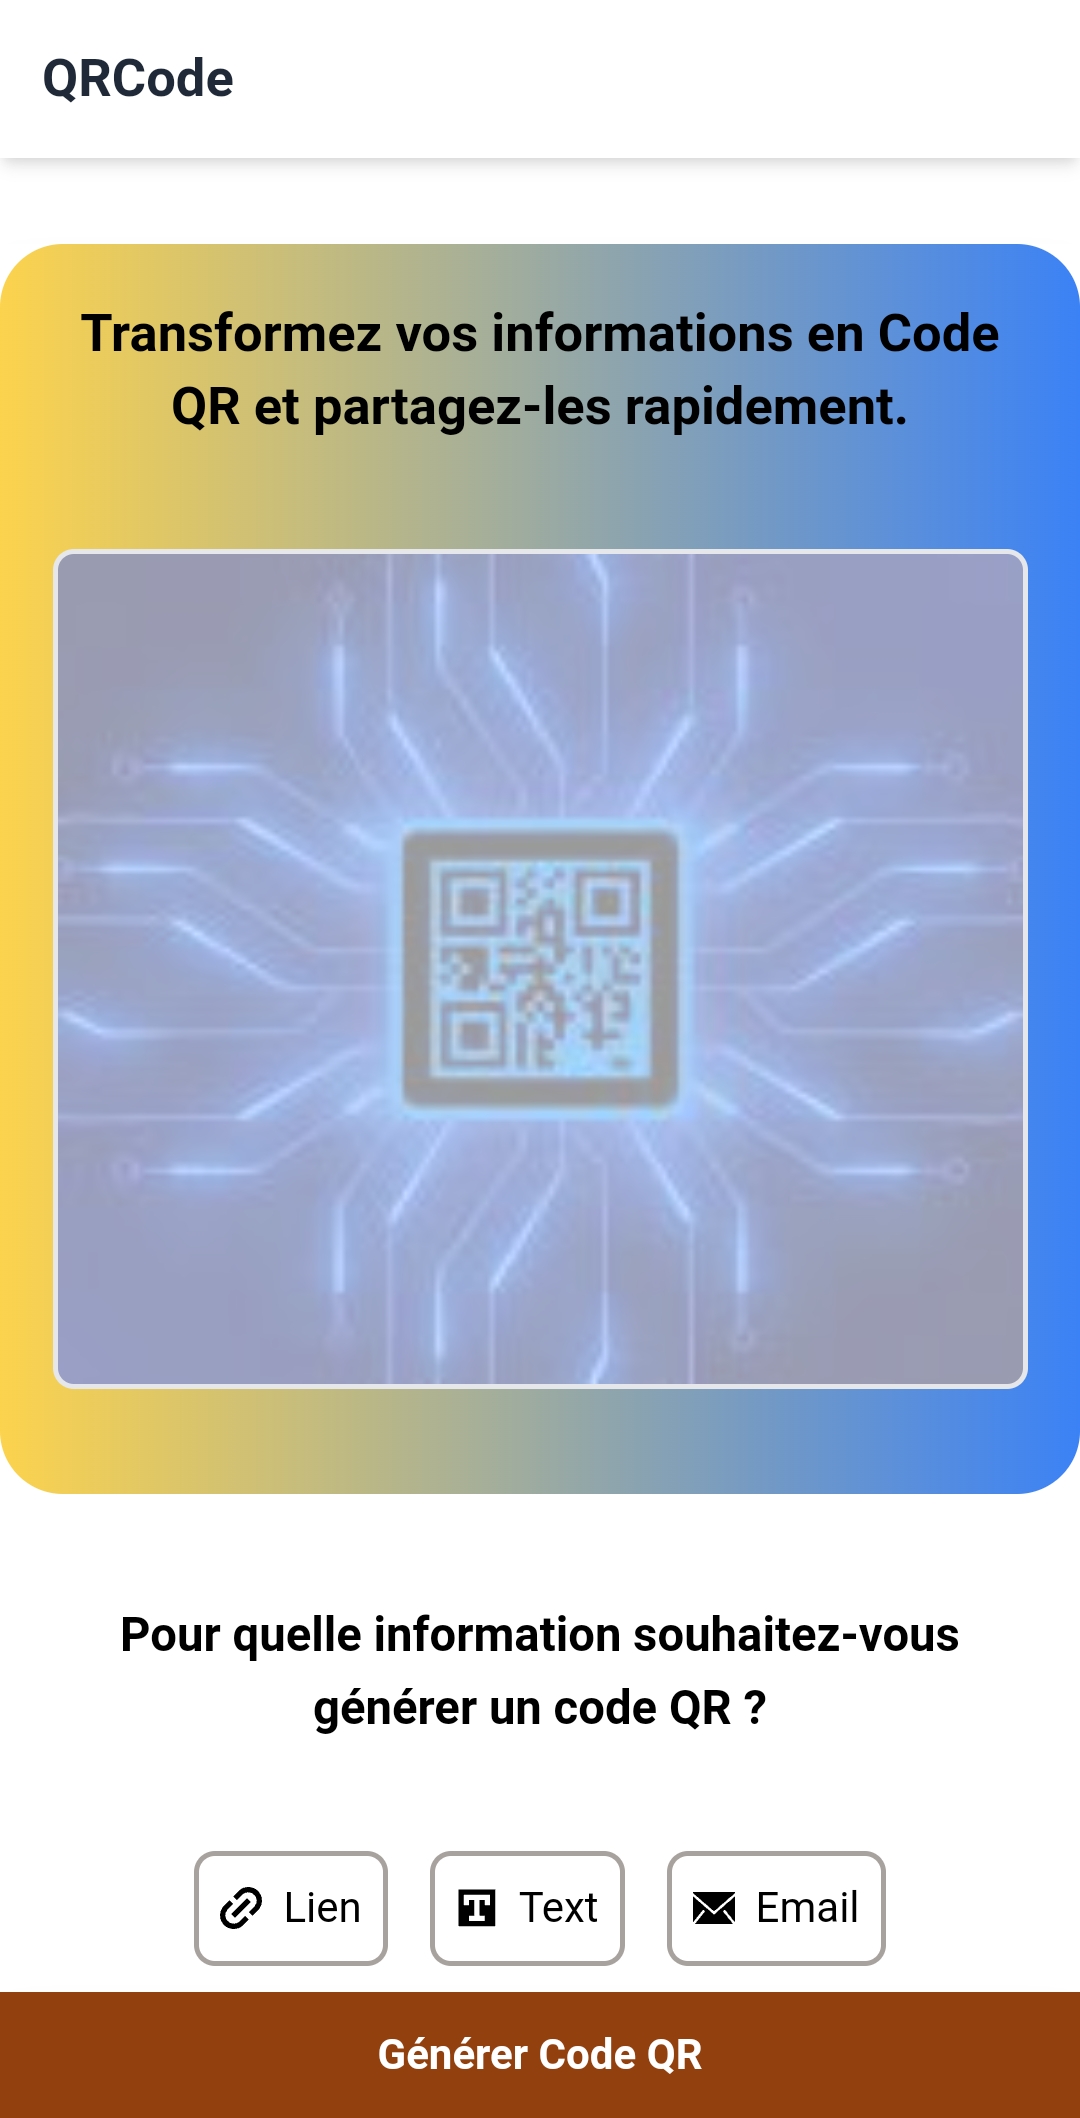 QRCode
Transformez vos informations en Code
QR et partagez-les rapidement.
Pour quelle information souhaitez-vous
générer un code QR ?
Lien
Text
Email
Générer Code QR